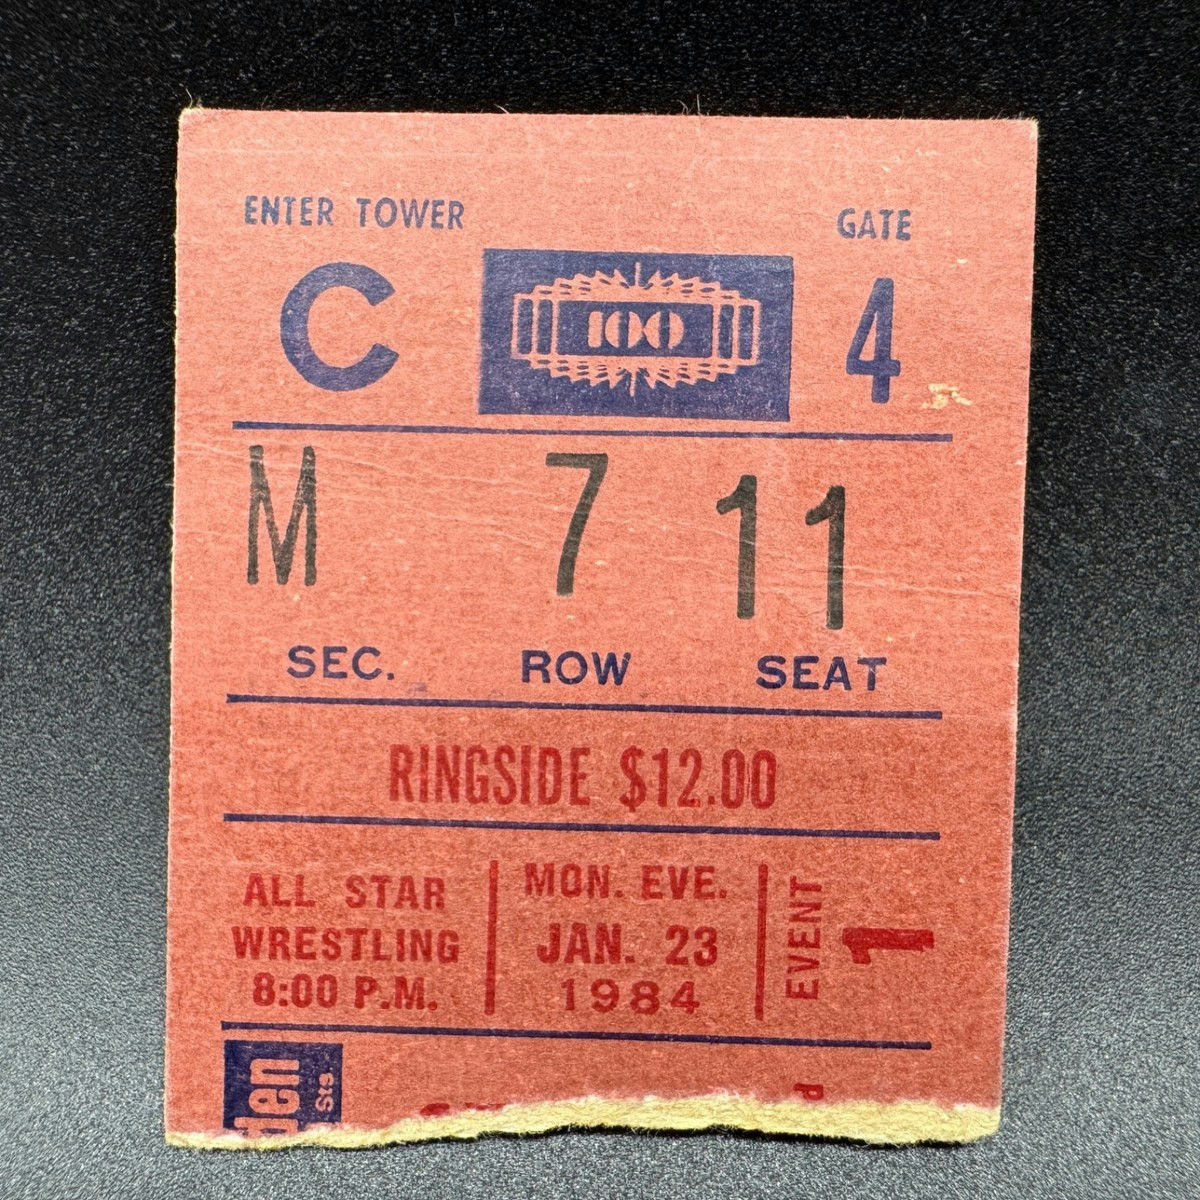 ENTER TOWER
GATE
C
100
4
M 7 11
SEC. ROW SEAT
RINGSIDE $12.00
ALL STAR
WRESTLING
8:00 P.M.
MON. EVE.
JAN. 23
1984
EVENT
1
Sts.